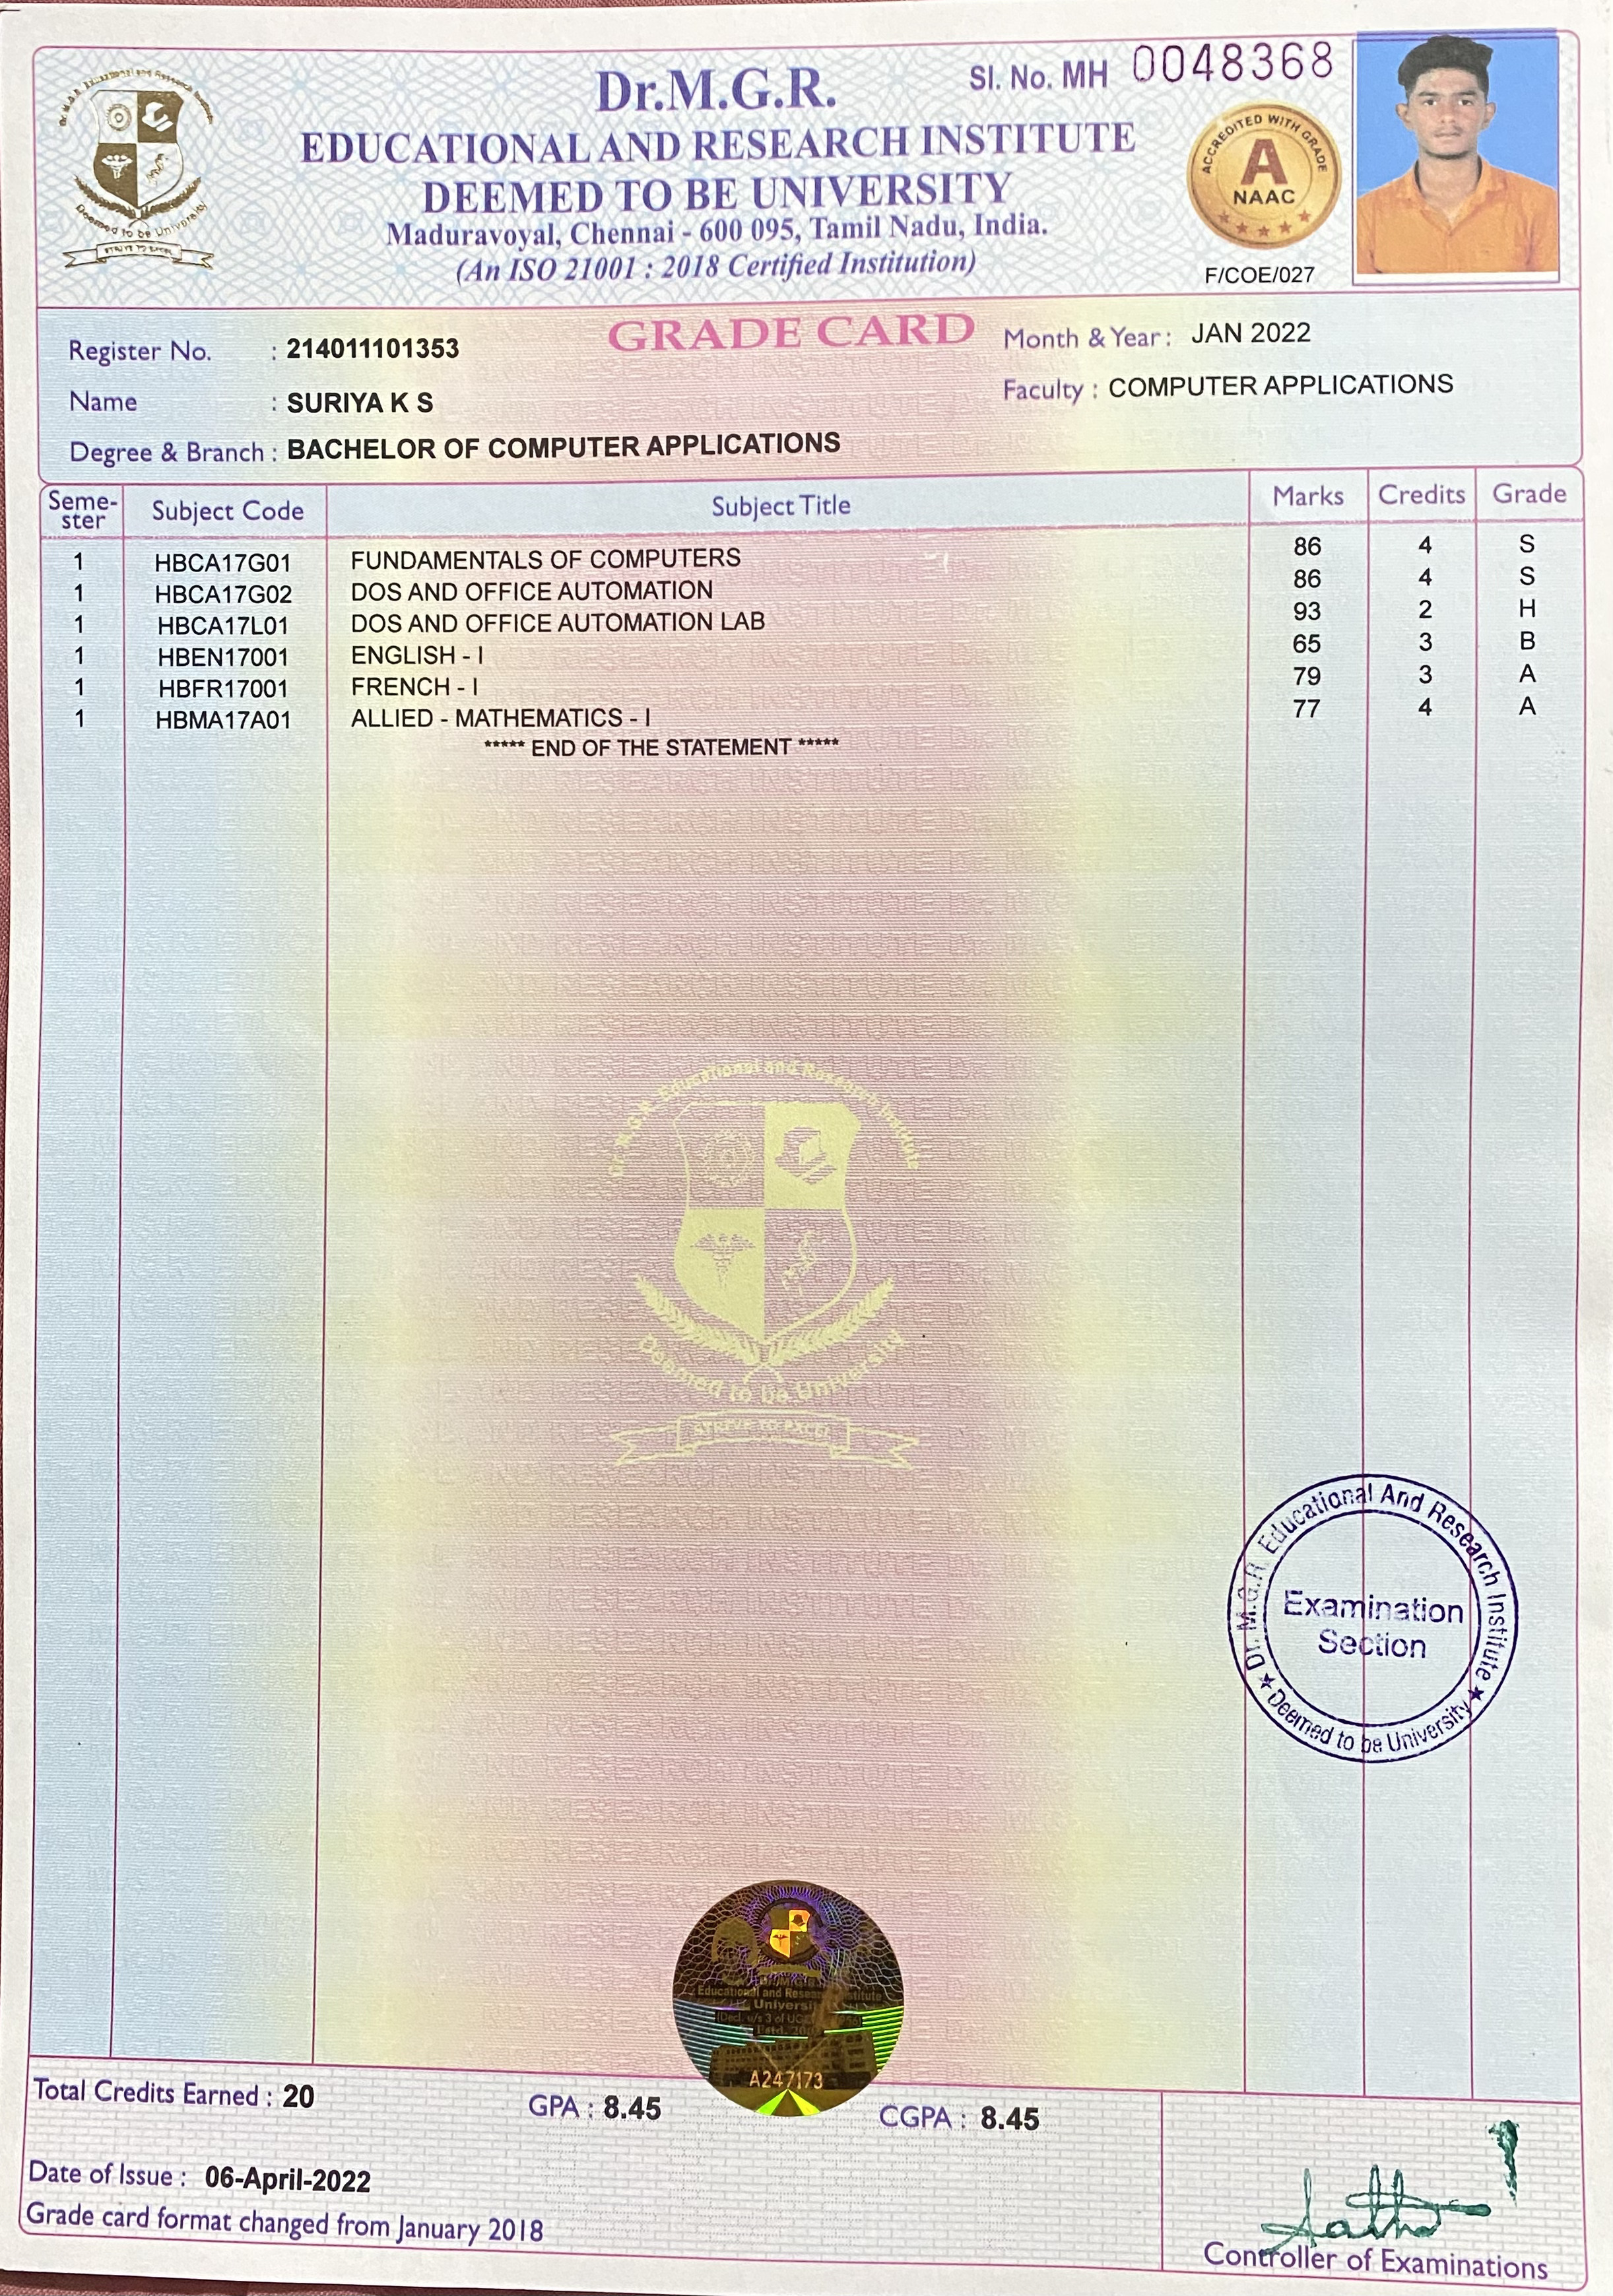 Dr. M.G.R. Educational and Research Institute
Deemed to be University
STRIVE TO EXCEL
Dr.M.G.R.
EDUCATIONAL AND RESEARCH INSTITUTE
DEEMED TO BE UNIVERSITY
Maduravoyal, Chennai - 600 095, Tamil Nadu, India.
(An ISO 21001 : 2018 Certified Institution)
Sl. No. MH 0048368
ACCREDITED WITH GRADE
A
NAAC
F/COE/027
GRADE CARD
Register No. : 214011101353
Month & Year : JAN 2022
Name : SURIYA K S
Faculty : COMPUTER APPLICATIONS
Degree & Branch : BACHELOR OF COMPUTER APPLICATIONS
Seme-ster Subject Code Subject Title Marks Credits Grade
1 HBCA17G01 FUNDAMENTALS OF COMPUTERS 86 4 S
1 HBCA17G02 DOS AND OFFICE AUTOMATION 86 4 S
1 HBCA17L01 DOS AND OFFICE AUTOMATION LAB 93 2 H
1 HBEN17001 ENGLISH - I 65 3 B
1 HBFR17001 FRENCH - I 79 3 A
1 HBMA17A01 ALLIED - MATHEMATICS - I 77 4 A
***** END OF THE STATEMENT *****
Dr. M.G.R. Educational and Research Institute
Deemed to be University
STRIVE TO EXCEL
Dr. M.G.R. Educational And Research Institute
Examination
Section
★ Deemed to be University ★
Educational and Research Institute
University
A247173
Total Credits Earned : 20
GPA : 8.45
CGPA : 8.45
Date of Issue : 06-April-2022
Grade card format changed from January 2018
Controller of Examinations